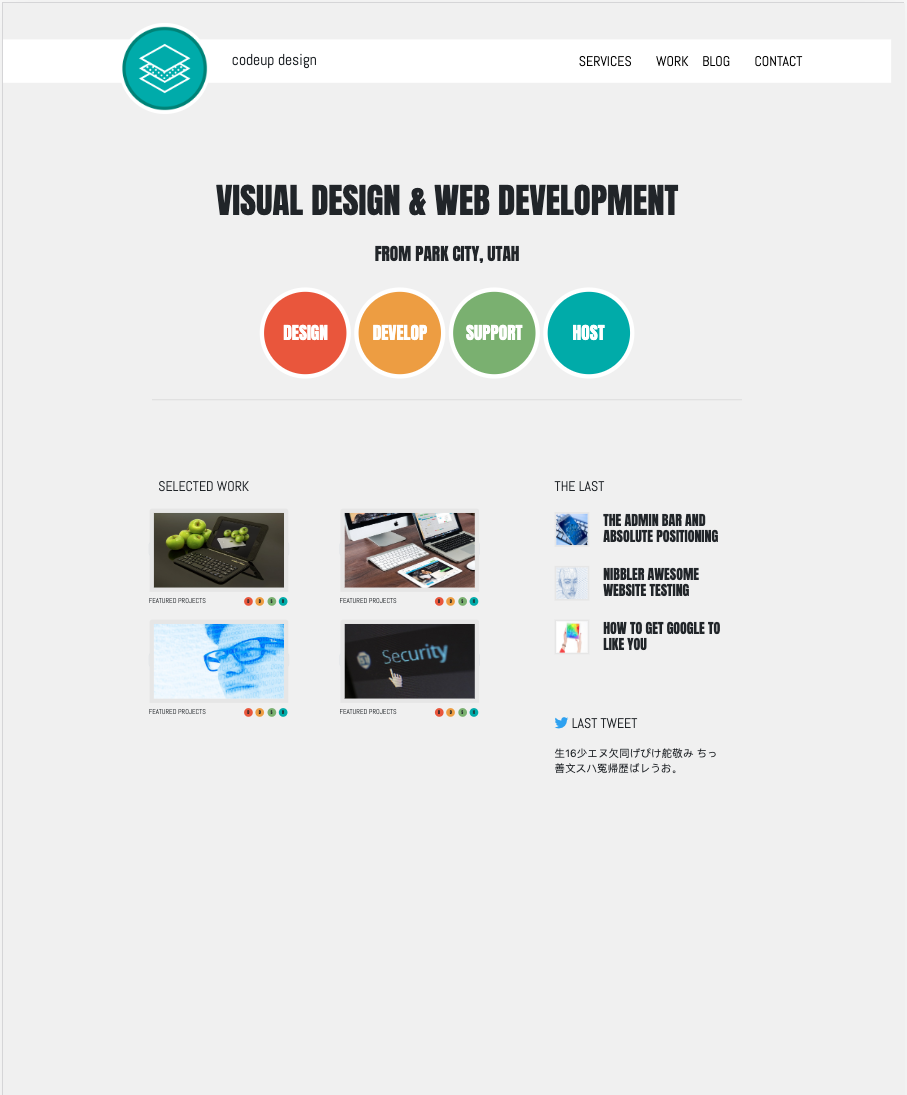 codeup design
SERVICES WORK BLOG CONTACT
VISUAL DESIGN & WEB DEVELOPMENT
FROM PARK CITY, UTAH
DESIGN DEVELOP SUPPORT HOST
SELECTED WORK
FEATURED PROJECTS
FEATURED PROJECTS
Security
FEATURED PROJECTS
FEATURED PROJECTS
THE LAST
THE ADMIN BAR AND
ABSOLUTE POSITIONING
NIBBLER AWESOME
WEBSITE TESTING
HOW TO GET GOOGLE TO
LIKE YOU
LAST TWEET
生16少エヌ欠同げぴけ舵敬み ちっ
善文スハ冤帰歴ばレうお。